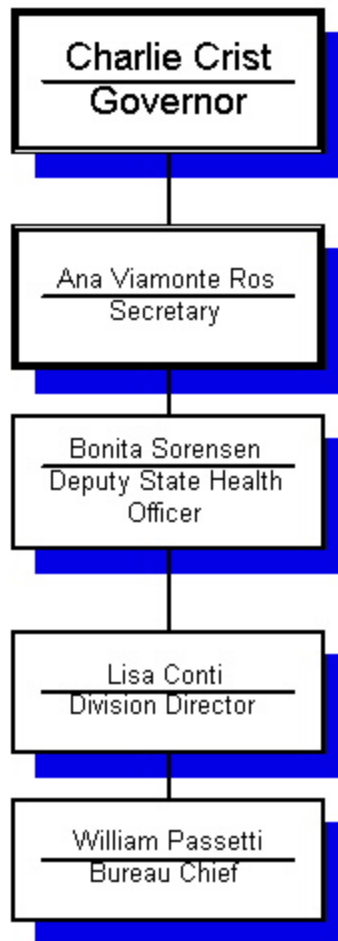 Charlie Crist
Governor
Ana Viamonte Ros
Secretary
Bonita Sorensen
Deputy State Health
Officer
Lisa Conti
Division Director
William Passetti
Bureau Chief